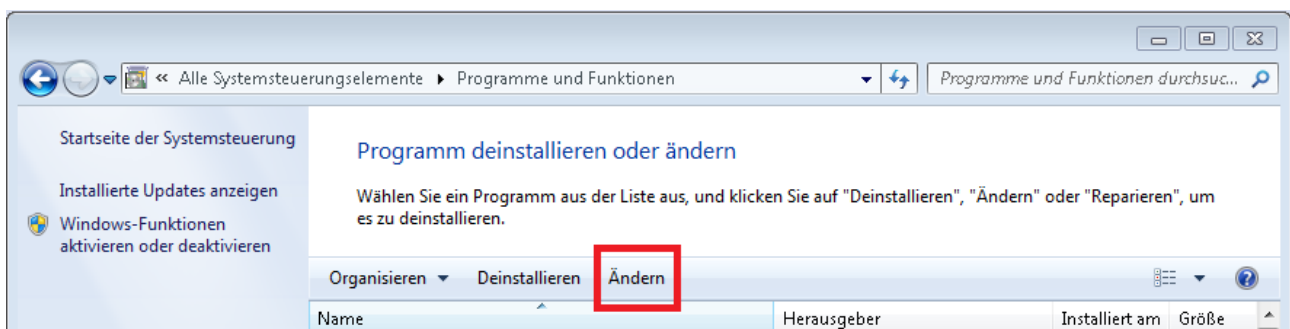 « Alle Systemsteuerungselemente ▸ Programme und Funktionen
Programme und Funktionen durchsuc...
Startseite der Systemsteuerung
Installierte Updates anzeigen
Windows-Funktionen
aktivieren oder deaktivieren
Programm deinstallieren oder ändern
Wählen Sie ein Programm aus der Liste aus, und klicken Sie auf "Deinstallieren", "Ändern" oder "Reparieren", um
es zu deinstallieren.
Organisieren Deinstallieren Ändern
Name Herausgeber Installiert am Größe